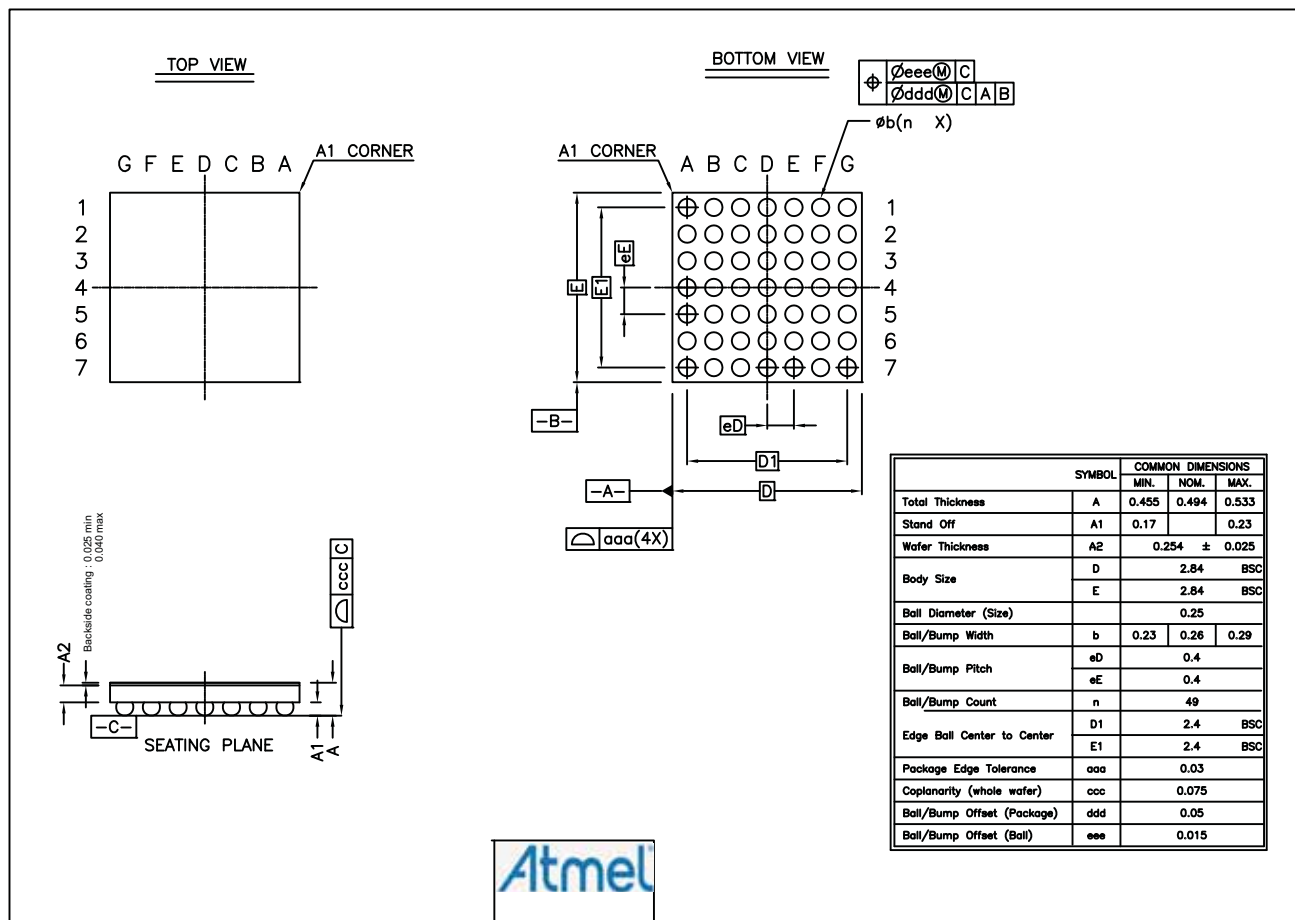 TOP VIEW
G F E D C B A
A1 CORNER
1
2
3
4
5
6
7
BOTTOM VIEW
Øeee Ⓜ C
Øddd Ⓜ C A B
øb(n X)
A1 CORNER
A B C D E F G
1
2
3
4
5
6
7
eE
E
E1
-B-
eD
D1
-A-
D
aaa(4X)
Backside coating : 0.025 min
0.040 max
A2
ccc C
-C-
SEATING PLANE
A1
A
SYMBOL COMMON DIMENSIONS
MIN. NOM. MAX.
Total Thickness A 0.455 0.494 0.533
Stand Off A1 0.17 0.23
Wafer Thickness A2 0.254 ± 0.025
Body Size D 2.84 BSC
E 2.84 BSC
Ball Diameter (Size) 0.25
Ball/Bump Width b 0.23 0.26 0.29
Ball/Bump Pitch eD 0.4
eE 0.4
Ball/Bump Count n 49
Edge Ball Center to Center D1 2.4 BSC
E1 2.4 BSC
Package Edge Tolerance aaa 0.03
Coplanarity (whole wafer) ccc 0.075
Ball/Bump Offset (Package) ddd 0.05
Ball/Bump Offset (Ball) eee 0.015
Atmel